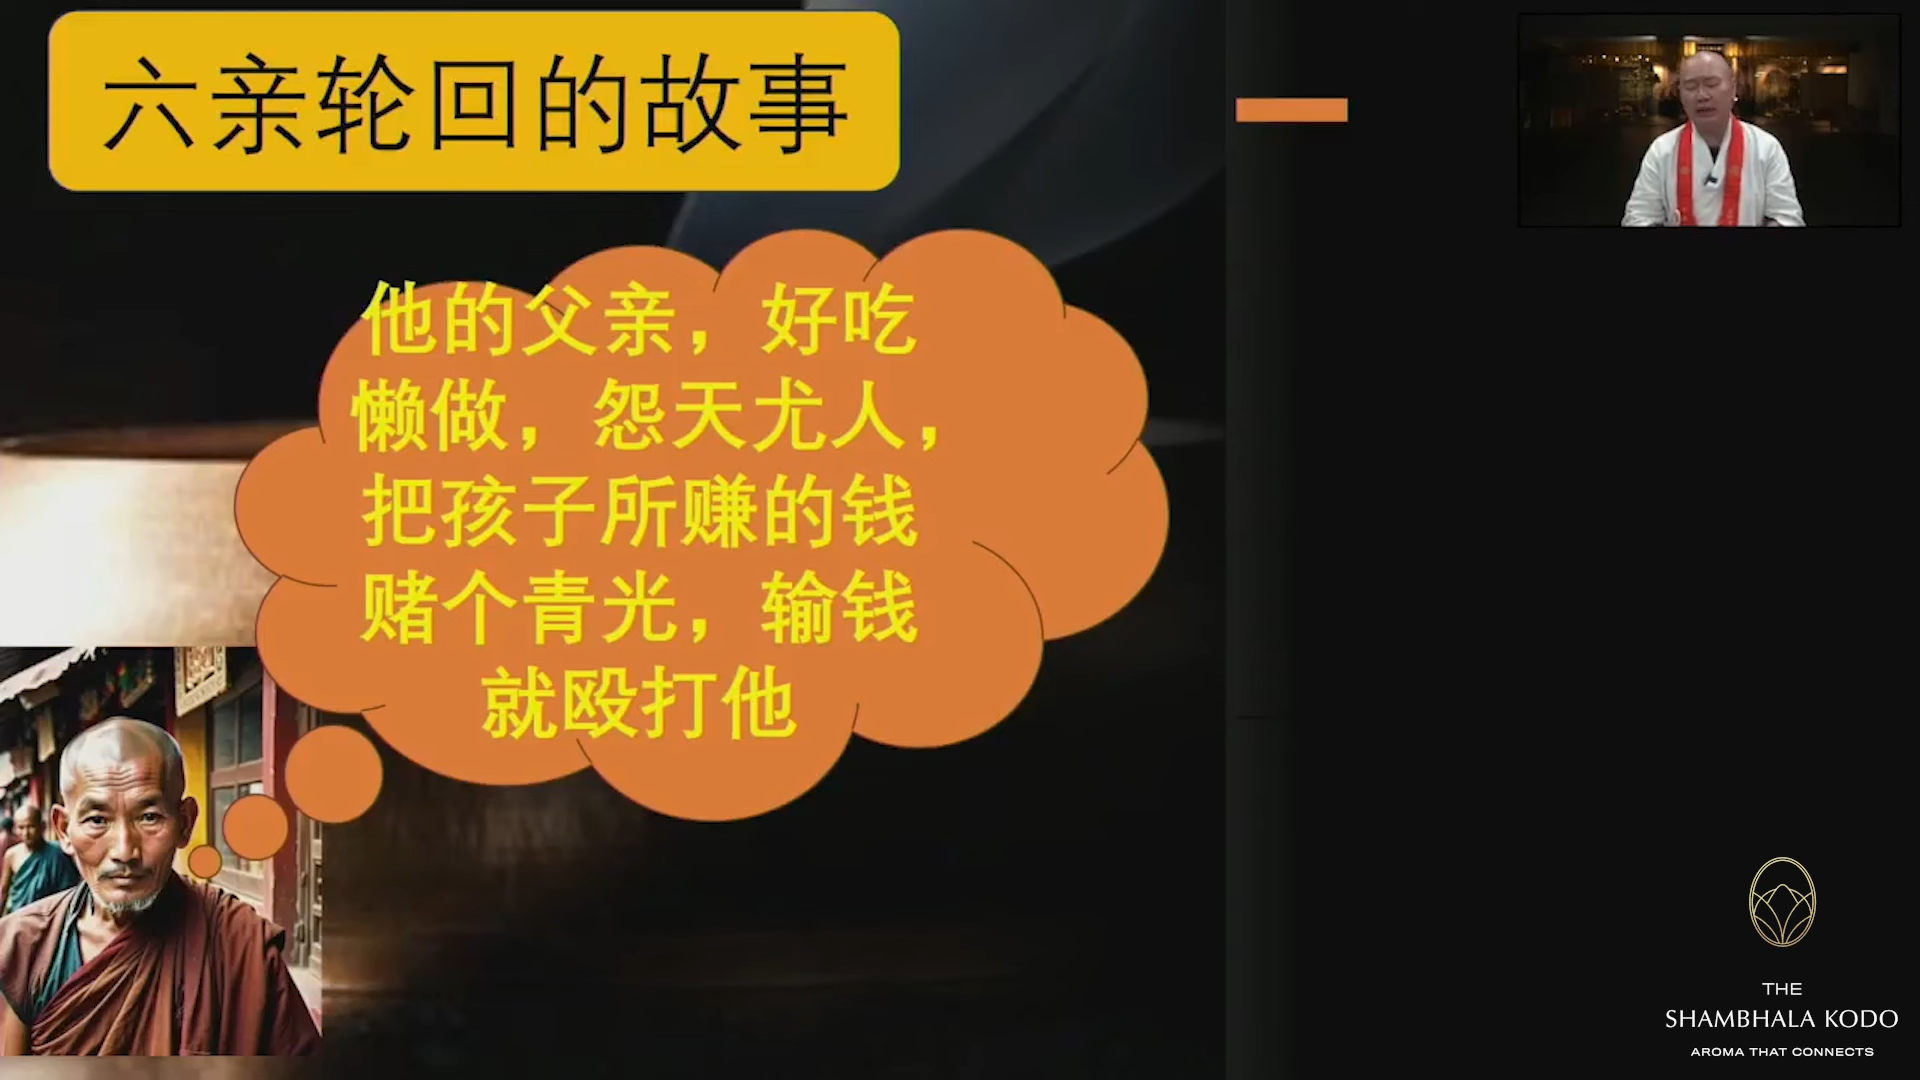 六亲轮回的故事
他的父亲，好吃
懒做，怨天尤人，
把孩子所赚的钱
赌个青光，输钱
就殴打他
THE
SHAMBHALA KODO
AROMA THAT CONNECTS